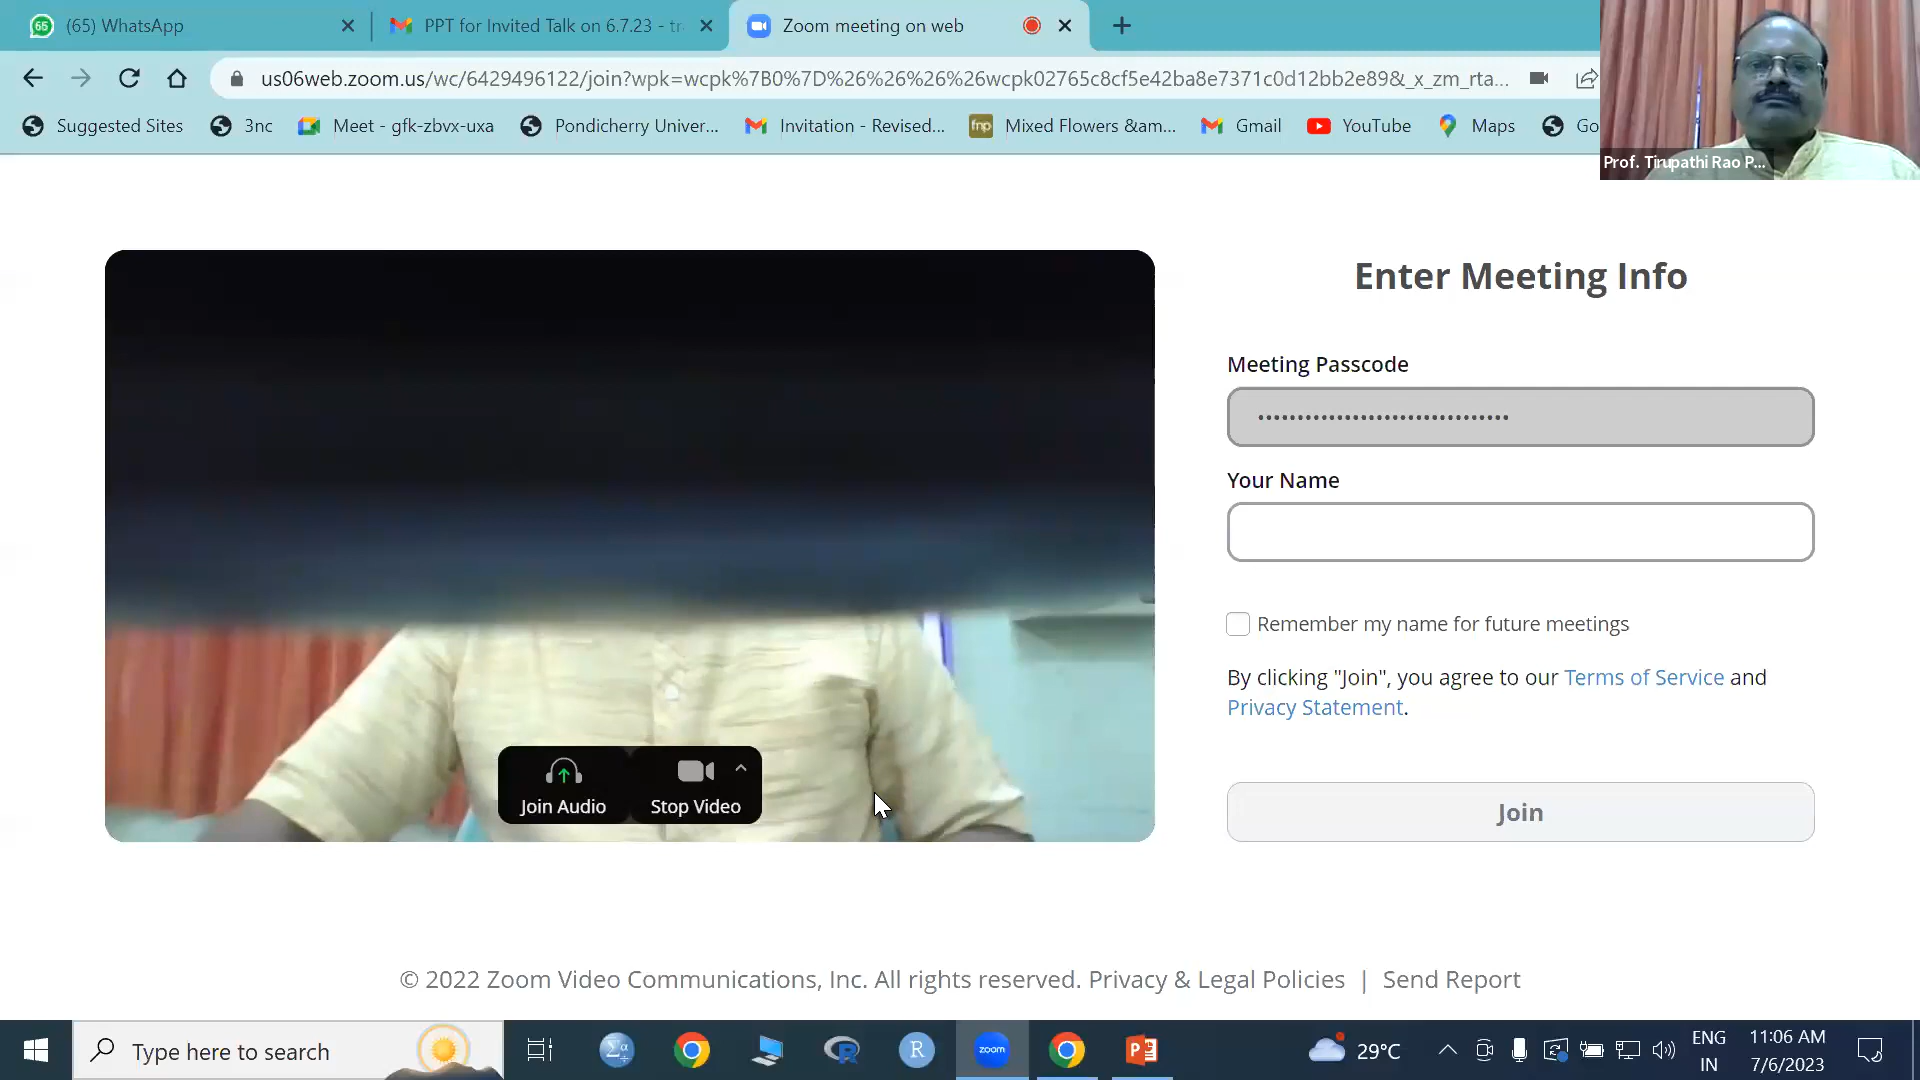 65 (65) WhatsApp
PPT for Invited Talk on 6.7.23 - tr
Zoom meeting on web
us06web.zoom.us/wc/6429496122/join?wpk=wcpk%7B0%7D%26%26%26%26wcpk02765c8cf5e42ba8e7371c0d12bb2e89&_x_zm_rta...
Suggested Sites
3nc
Meet - gfk-zbvx-uxa
Pondicherry Univer...
Invitation - Revised...
fnp Mixed Flowers &am...
Gmail
YouTube
Maps
Go
Prof. Tirupathi Rao P...
Enter Meeting Info
Meeting Passcode
Your Name
Remember my name for future meetings
By clicking "Join", you agree to our Terms of Service and
Privacy Statement.
Join Audio
Stop Video
Join
© 2022 Zoom Video Communications, Inc. All rights reserved. Privacy & Legal Policies | Send Report
Type here to search
Σα
R
R
zoom
P
29°C
ENG
IN
11:06 AM
7/6/2023